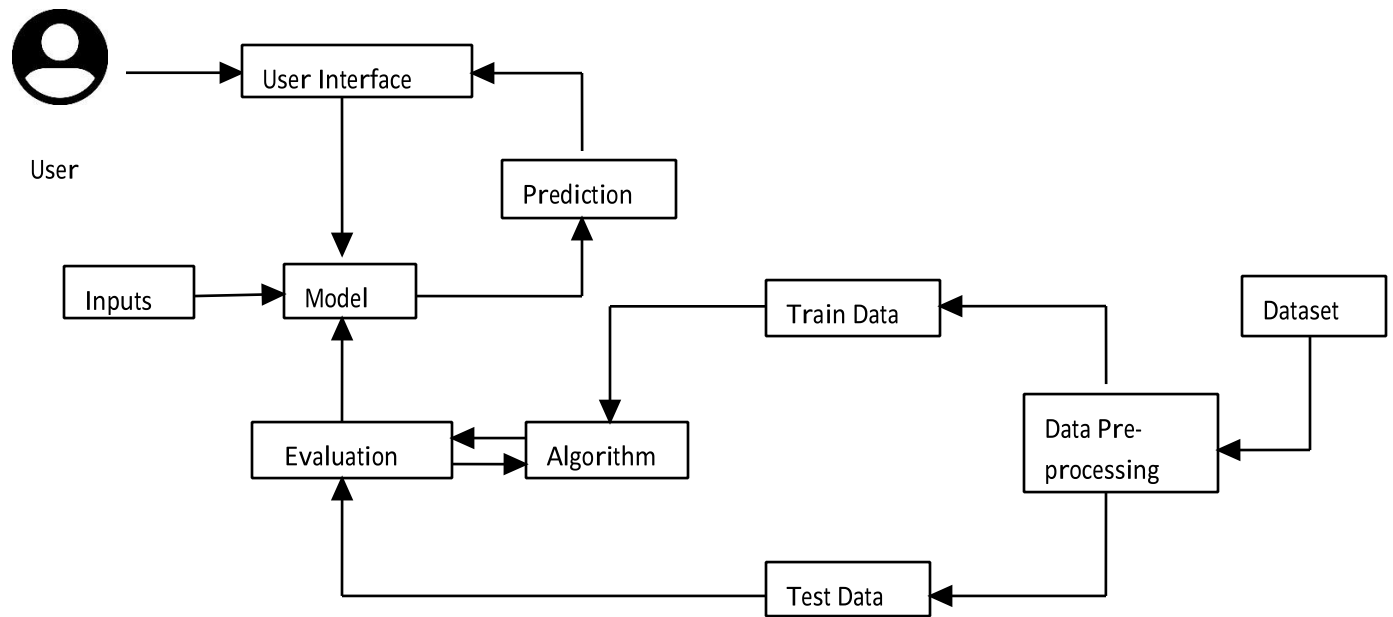 User Interface
User
Prediction
Inputs
Model
Train Data
Dataset
Evaluation
Algorithm
Data Pre-
processing
Test Data